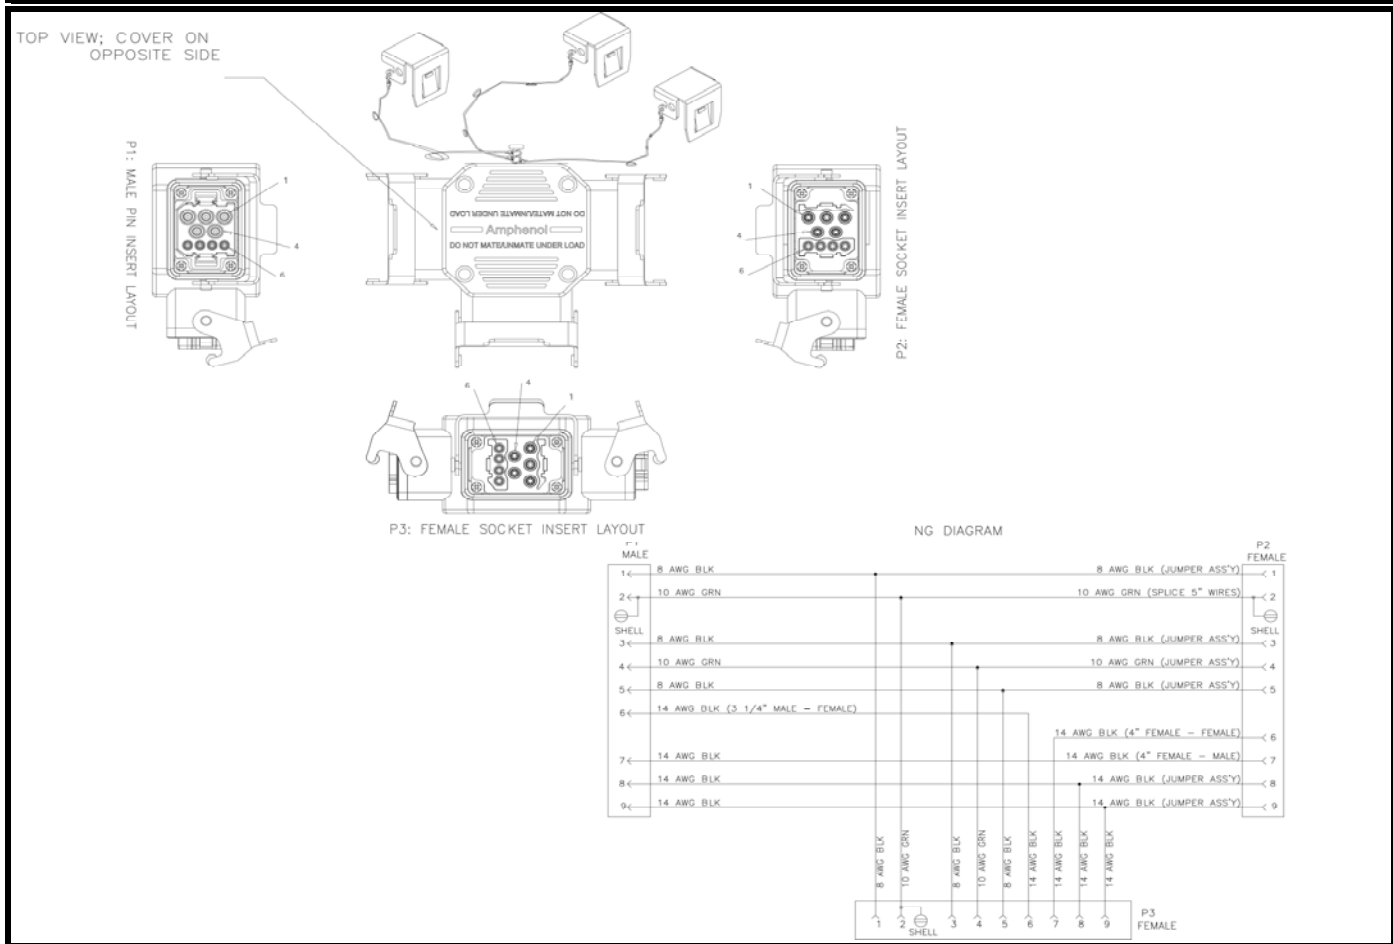 TOP VIEW; COVER ON
OPPOSITE SIDE
P1: MALE PIN INSERT LAYOUT
1
4
6
DO NOT MATE/UNMATE UNDER LOAD
Amphenol
DO NOT MATE/UNMATE UNDER LOAD
1
4
6
P2: FEMALE SOCKET INSERT LAYOUT
6
4
1
P3: FEMALE SOCKET INSERT LAYOUT
NG DIAGRAM
MALE
P2
FEMALE
1 8 AWG BLK 8 AWG BLK (JUMPER ASS'Y) 1
2 10 AWG GRN 10 AWG GRN (SPLICE 5" WIRES) 2
SHELL SHELL
3 8 AWG BLK 8 AWG BLK (JUMPER ASS'Y) 3
4 10 AWG GRN 10 AWG GRN (JUMPER ASS'Y) 4
5 8 AWG BLK 8 AWG BLK (JUMPER ASS'Y) 5
6 14 AWG BLK (3 1/4" MALE – FEMALE)
14 AWG BLK (4" FEMALE – FEMALE) 6
7 14 AWG BLK 14 AWG BLK (4" FEMALE – MALE) 7
8 14 AWG BLK 14 AWG BLK (JUMPER ASS'Y) 8
9 14 AWG BLK 14 AWG BLK (JUMPER ASS'Y) 9
8 AWG BLK
10 AWG GRN
8 AWG BLK
10 AWG GRN
8 AWG BLK
14 AWG BLK
14 AWG BLK
14 AWG BLK
14 AWG BLK
1 2 SHELL 3 4 5 6 7 8 9
P3
FEMALE